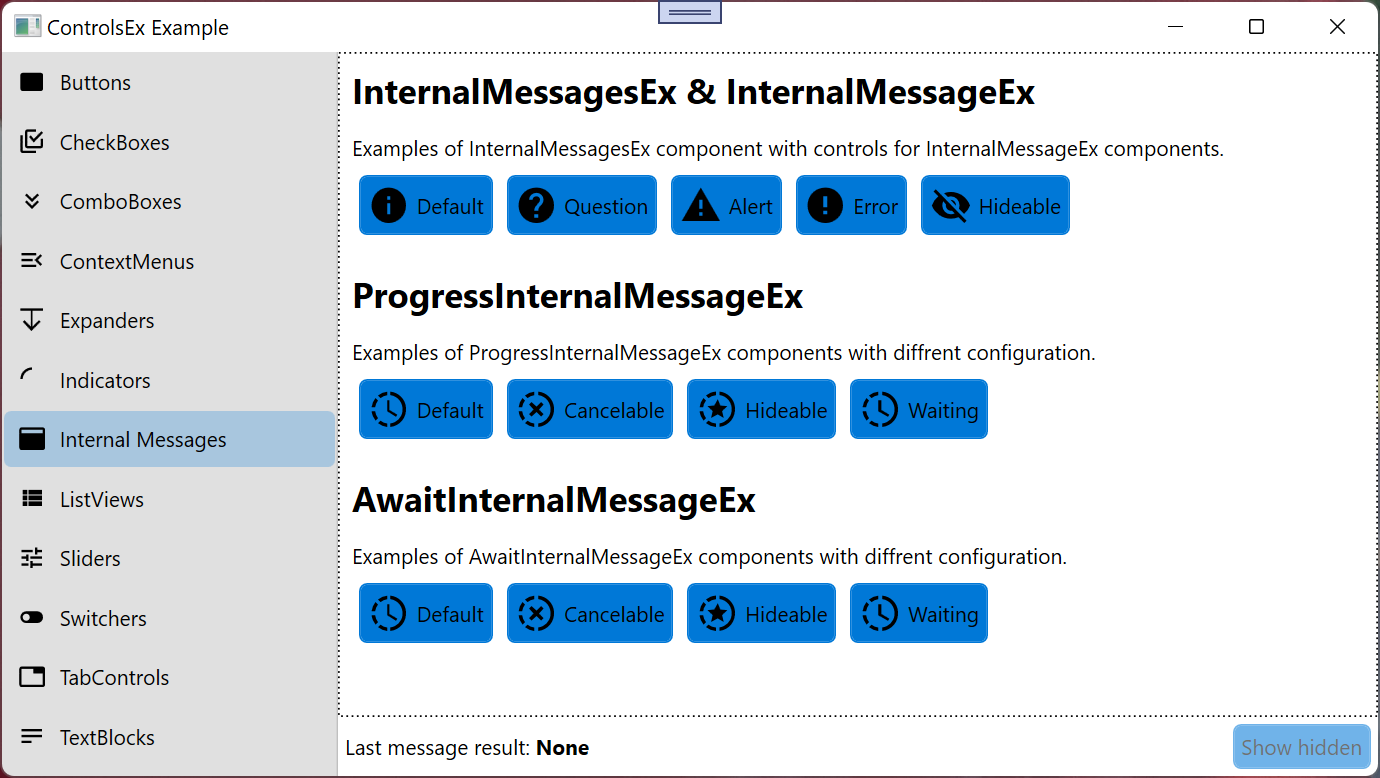 ControlsEx Example
Buttons
CheckBoxes
ComboBoxes
ContextMenus
Expanders
Indicators
Internal Messages
ListViews
Sliders
Switchers
TabControls
TextBlocks
InternalMessagesEx & InternalMessageEx
Examples of InternalMessagesEx component with controls for InternalMessageEx components.
Default Question Alert Error Hideable
ProgressInternalMessageEx
Examples of ProgressInternalMessageEx components with diffrent configuration.
Default Cancelable Hideable Waiting
AwaitInternalMessageEx
Examples of AwaitInternalMessageEx components with diffrent configuration.
Default Cancelable Hideable Waiting
Last message result: None
Show hidden